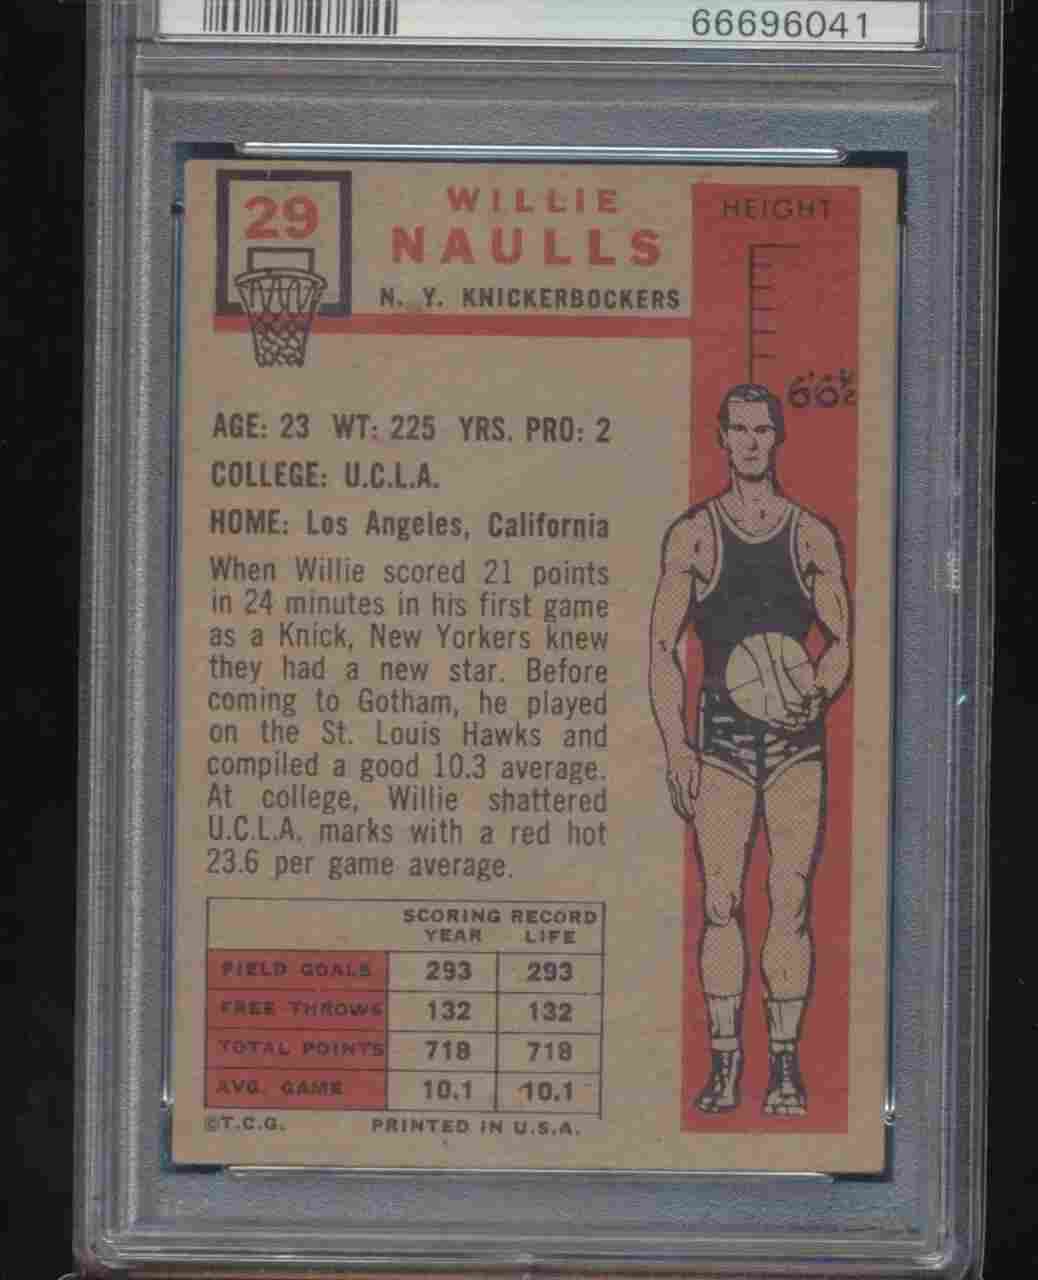 66696041
29
WILLIE
NAULLS
N. Y. KNICKERBOCKERS
HEIGHT
6'6½
AGE: 23 WT: 225 YRS. PRO: 2
COLLEGE: U.C.L.A.
HOME: Los Angeles, California
When Willie scored 21 points
in 24 minutes in his first game
as a Knick, New Yorkers knew
they had a new star. Before
coming to Gotham, he played
on the St. Louis Hawks and
compiled a good 10.3 average.
At college, Willie shattered
U.C.L.A. marks with a red hot
23.6 per game average.
SCORING RECORD
YEAR LIFE
FIELD GOALS 293 293
FREE THROWS 132 132
TOTAL POINTS 718 718
AVG. GAME 10.1 10.1
©T.C.G. PRINTED IN U.S.A.